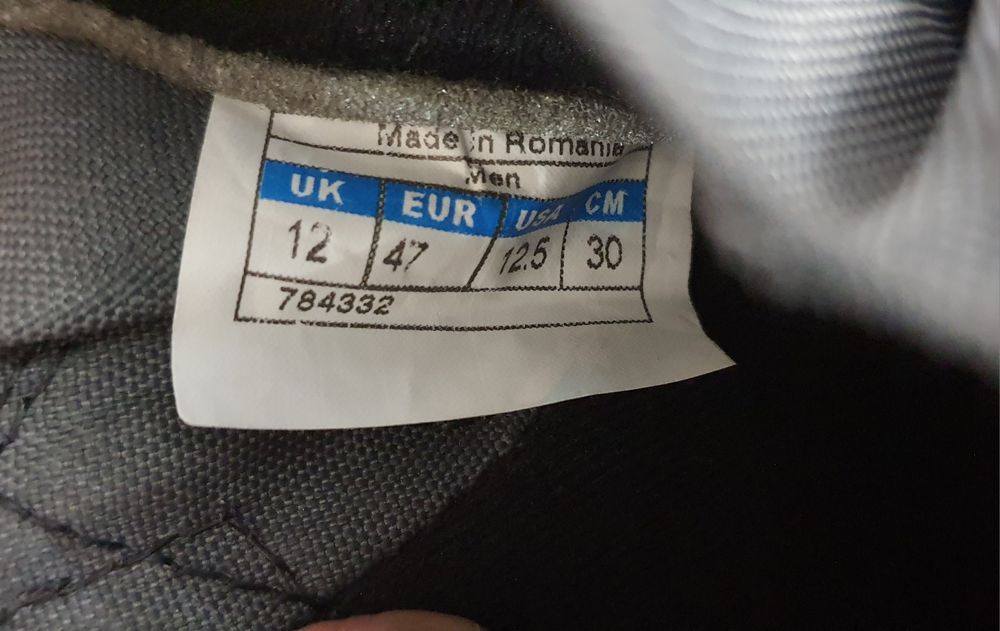 Made in Romania
Men
UK EUR USA CM
12 47 12.5 30
784332